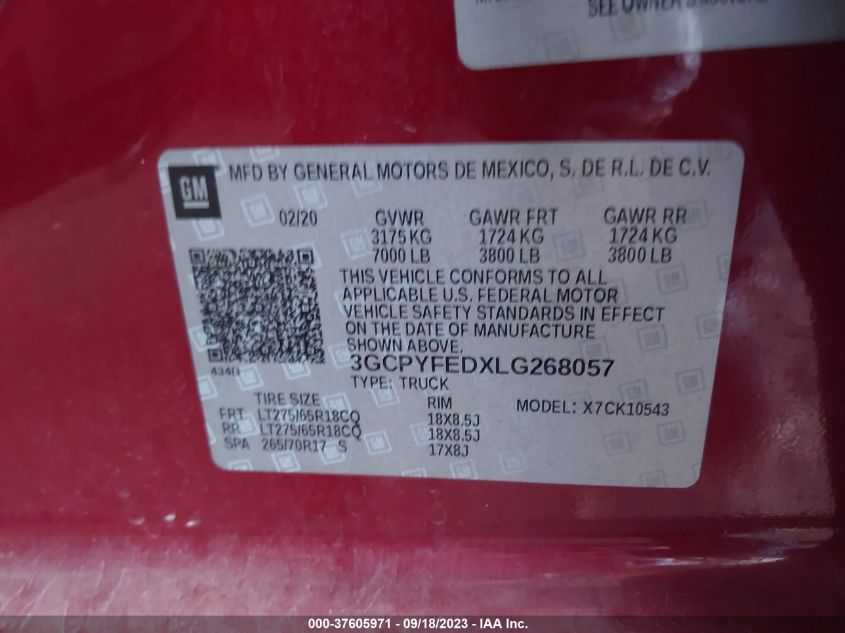 SEE OWNER'S MANUAL
GM
MFD BY GENERAL MOTORS DE MEXICO, S. DE R.L. DE C.V.
02/20 GVWR GAWR FRT GAWR RR
3175 KG 1724 KG 1724 KG
7000 LB 3800 LB 3800 LB
THIS VEHICLE CONFORMS TO ALL
APPLICABLE U.S. FEDERAL MOTOR
VEHICLE SAFETY STANDARDS IN EFFECT
ON THE DATE OF MANUFACTURE
SHOWN ABOVE.
434B
3GCPYFEDXLG268057
TYPE: TRUCK
TIRE SIZE RIM MODEL: X7CK10543
FRT LT275/65R18CQ 18X8.5J
RR LT275/65R18CQ 18X8.5J
SPA 265/70R17 S 17X8J
000-37605971 - 09/18/2023 - IAA Inc.